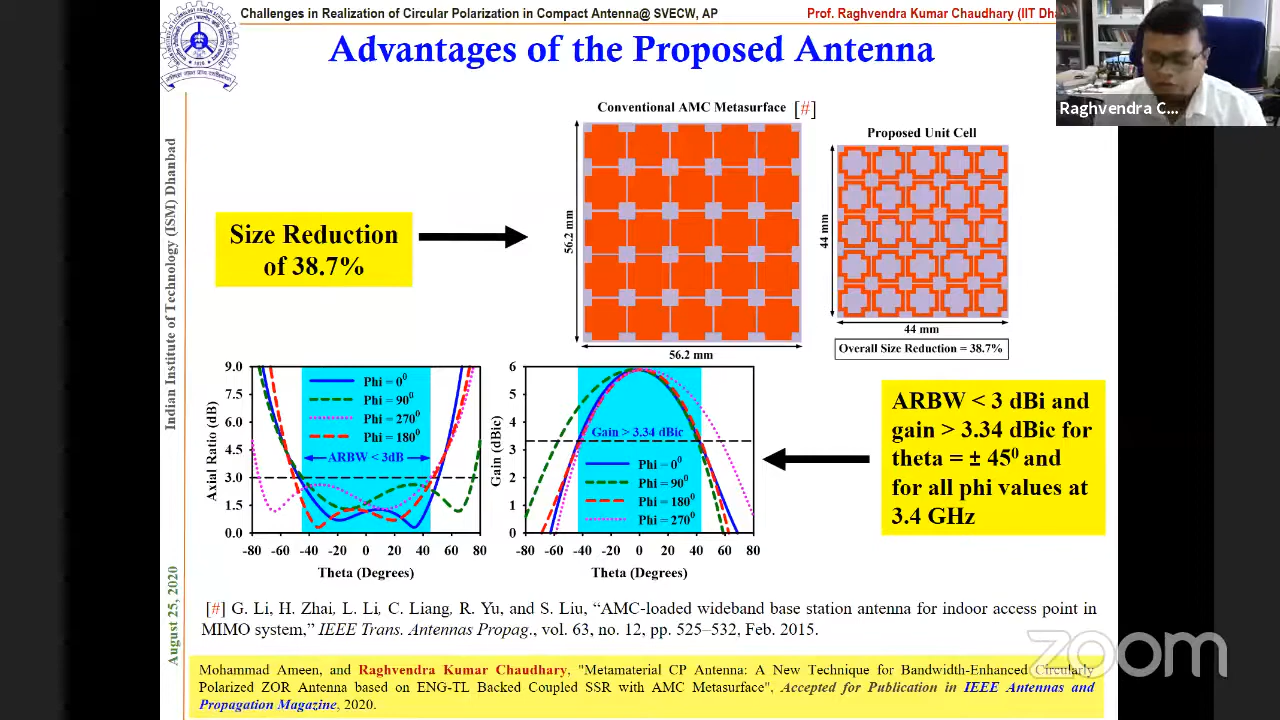 Challenges in Realization of Circular Polarization in Compact Antenna@ SVECW, AP
Prof. Raghvendra Kumar Chaudhary (IIT Dha
Advantages of the Proposed Antenna
Raghvendra C...
Indian Institute of Technology (ISM) Dhanbad
August 25, 2020
Conventional AMC Metasurface [#]
Proposed Unit Cell
56.2 mm
56.2 mm
44 mm
44 mm
Overall Size Reduction = 38.7%
Size Reduction
of 38.7%
Axial Ratio (dB)
9.0
7.5
6.0
4.5
3.0
1.5
0.0
Phi = 0⁰
Phi = 90⁰
Phi = 270⁰
Phi = 180⁰
ARBW < 3dB
-80 -60 -40 -20 0 20 40 60 80
Theta (Degrees)
Gain (dBic)
6
5
4
3
2
1
0
Gain > 3.34 dBic
Phi = 0⁰
Phi = 90⁰
Phi = 180⁰
Phi = 270⁰
-80 -60 -40 -20 0 20 40 60 80
Theta (Degrees)
ARBW < 3 dBi and
gain > 3.34 dBic for
theta = ± 45⁰ and
for all phi values at
3.4 GHz
[#] G. Li, H. Zhai, L. Li, C. Liang, R. Yu, and S. Liu, “AMC-loaded wideband base station antenna for indoor access point in
MIMO system,” IEEE Trans. Antennas Propag., vol. 63, no. 12, pp. 525–532, Feb. 2015.
zoom
Mohammad Ameen, and Raghvendra Kumar Chaudhary, "Metamaterial CP Antenna: A New Technique for Bandwidth-Enhanced Circularly
Polarized ZOR Antenna based on ENG-TL Backed Coupled SSR with AMC Metasurface", Accepted for Publication in IEEE Antennas and
Propagation Magazine, 2020.